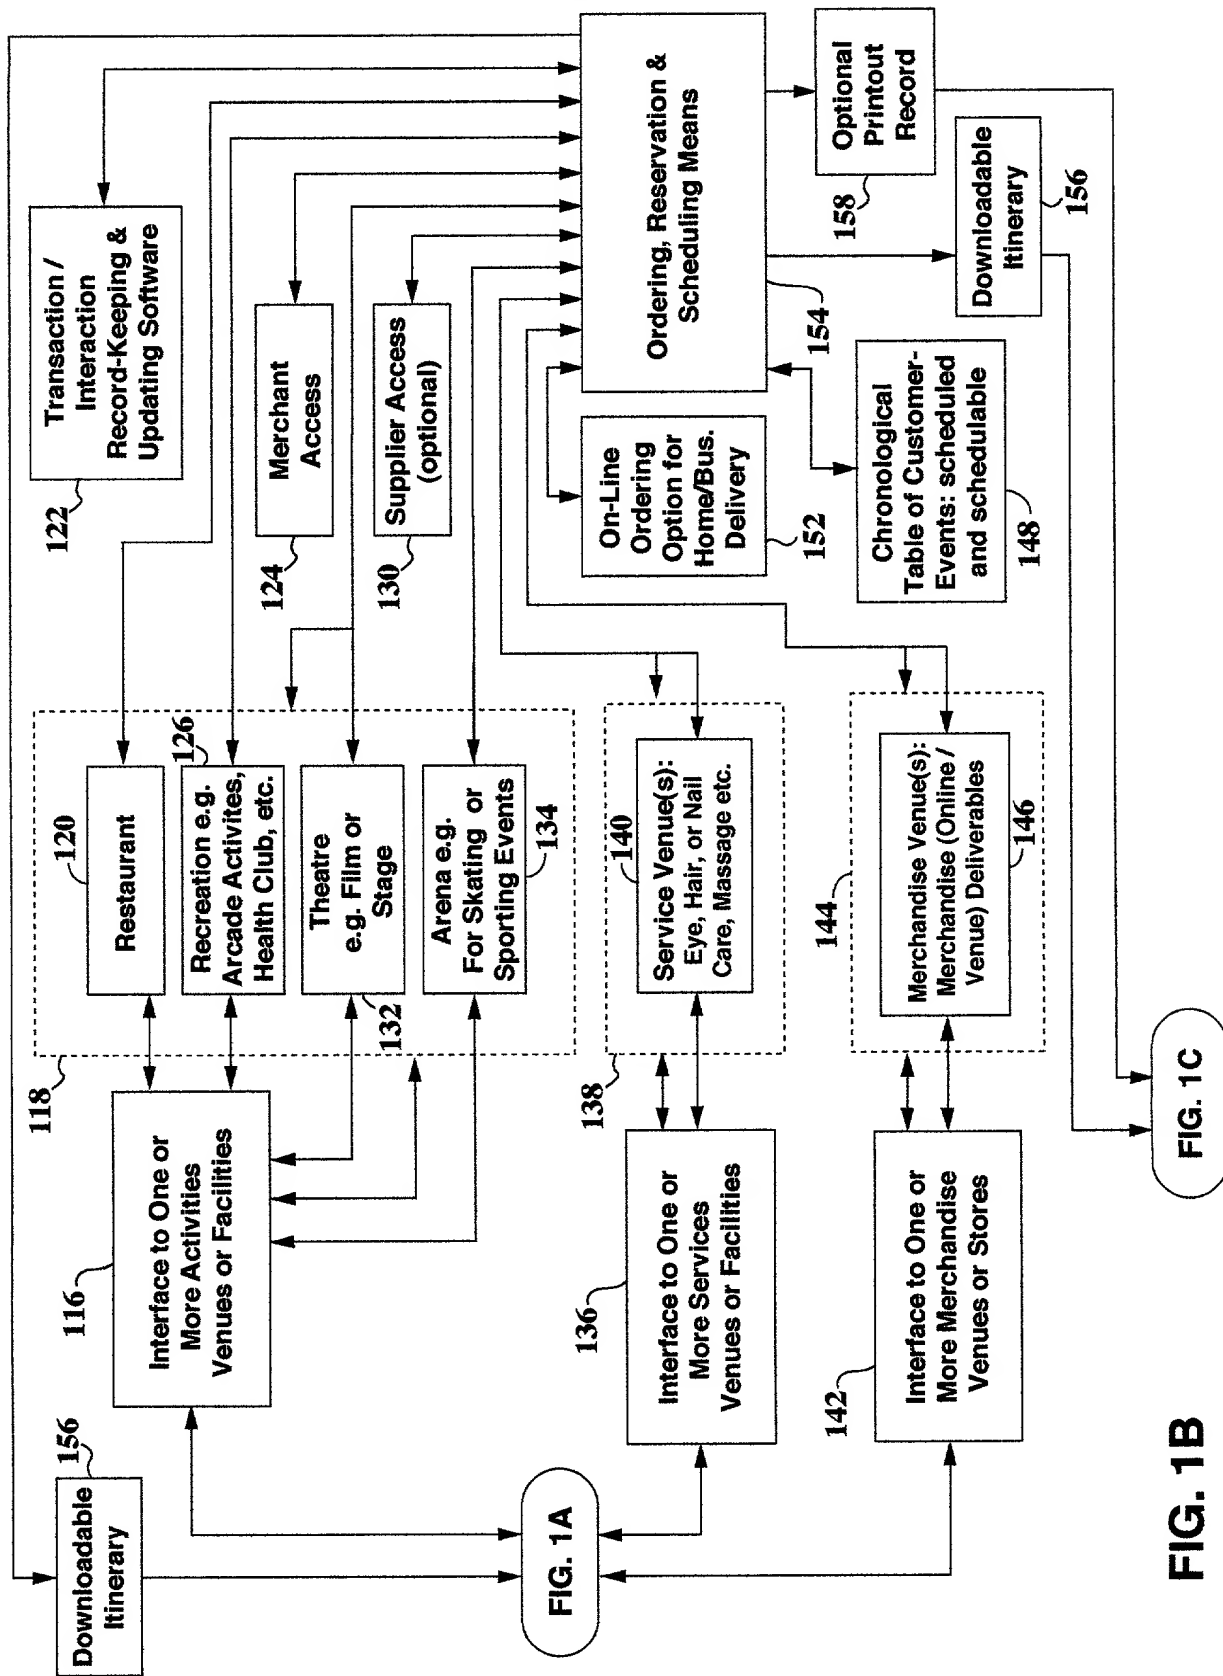 Downloadable
Itinerary
156
FIG. 1A
116
Interface to One or
More Activities
Venues or Facilities
136
Interface to One or
More Services
Venues or Facilities
142
Interface to One or
More Merchandise
Venues or Stores
118
120
Restaurant
126
Recreation e.g.
Arcade Activites,
Health Club, etc.
Theatre
e.g. Film or
Stage
132
Arena e.g.
For Skating or
Sporting Events
134
138
140
Service Venue(s):
Eye, Hair, or Nail
Care, Massage etc.
144
Merchandise Venue(s):
Merchandise (Online /
Venue) Deliverables
146
Transaction /
Interaction
Record-Keeping &
Updating Software
122
Merchant
Access
124
Supplier Access
(optional)
130
On-Line
Ordering
Option for
Home/Bus.
Delivery
152
Chronological
Table of Customer-
Events: scheduled
and schedulable
148
Ordering, Reservation &
Scheduling Means
154
Optional
Printout
Record
158
Downloadable
Itinerary
156
FIG. 1C
FIG. 1B